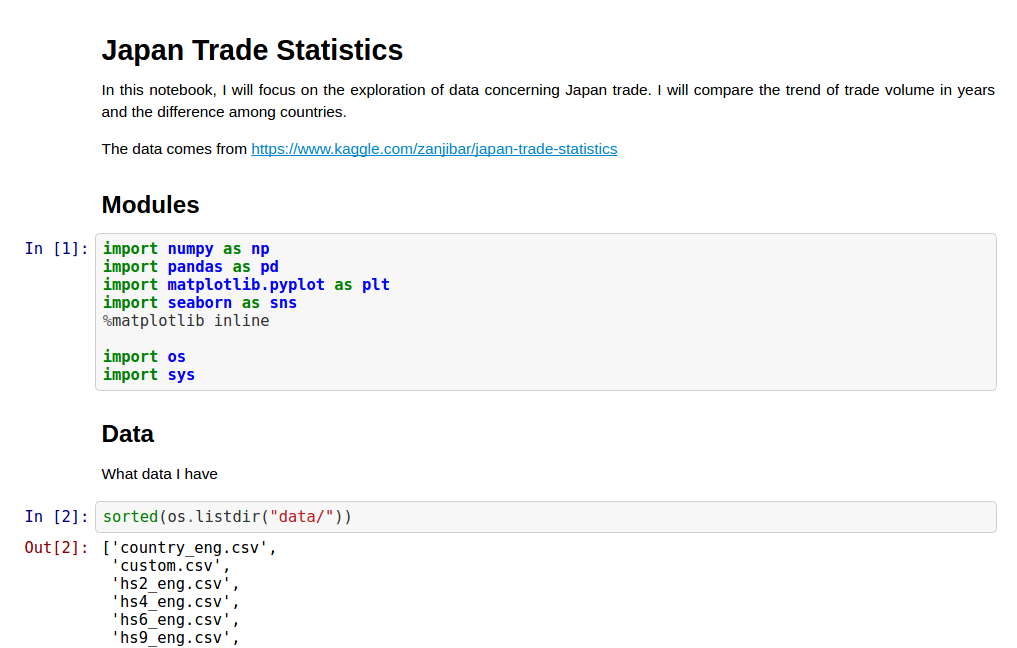 Japan Trade Statistics
In this notebook, I will focus on the exploration of data concerning Japan trade. I will compare the trend of trade volume in years
and the difference among countries.
The data comes from https://www.kaggle.com/zanjibar/japan-trade-statistics
Modules
In [1]: import numpy as np
import pandas as pd
import matplotlib.pyplot as plt
import seaborn as sns
%matplotlib inline
import os
import sys
Data
What data I have
In [2]: sorted(os.listdir("data/"))
Out[2]: ['country_eng.csv',
'custom.csv',
'hs2_eng.csv',
'hs4_eng.csv',
'hs6_eng.csv',
'hs9_eng.csv',